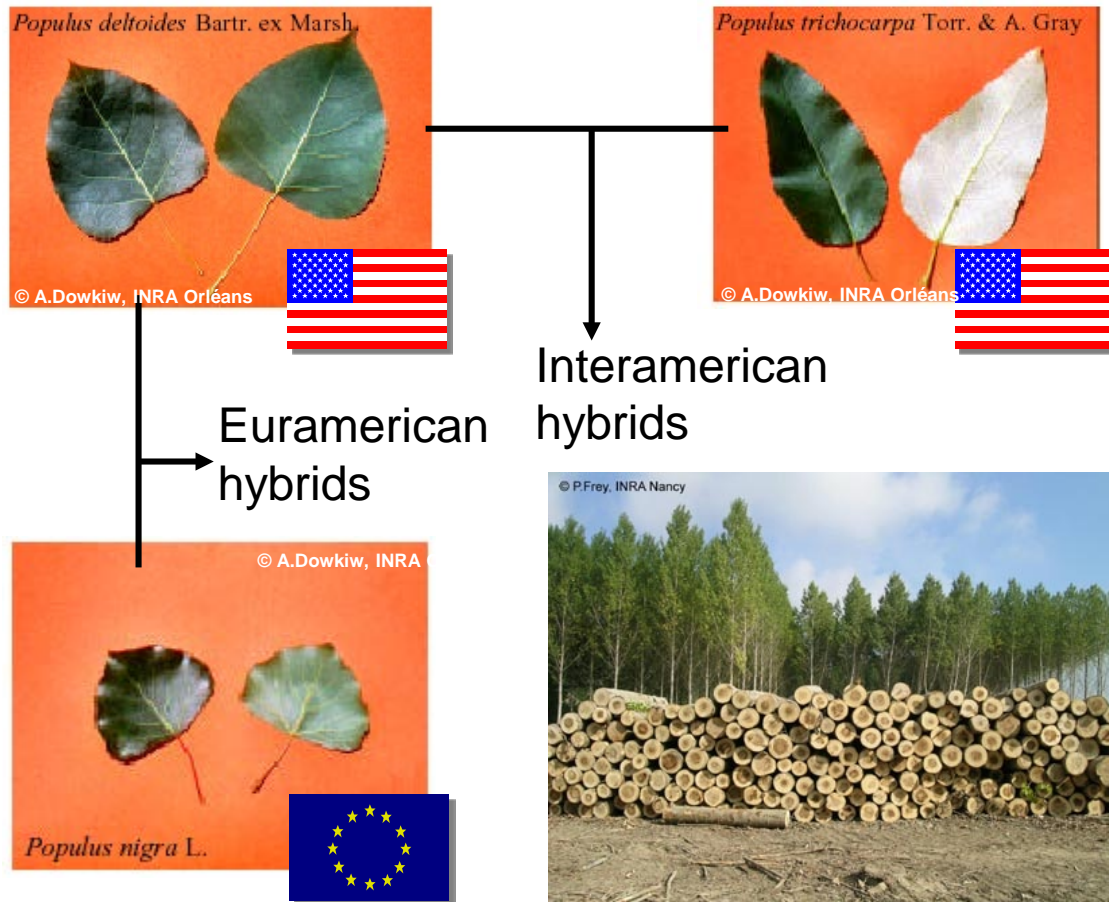 Populus deltoides Bartr. ex Marsh.
Populus trichocarpa Torr. & A. Gray
© A.Dowkiw, INRA Orléans
© A.Dowkiw, INRA Orléans
Interamerican
hybrids
Euramerican
hybrids
© P.Frey, INRA Nancy
© A.Dowkiw, INRA
Populus nigra L.